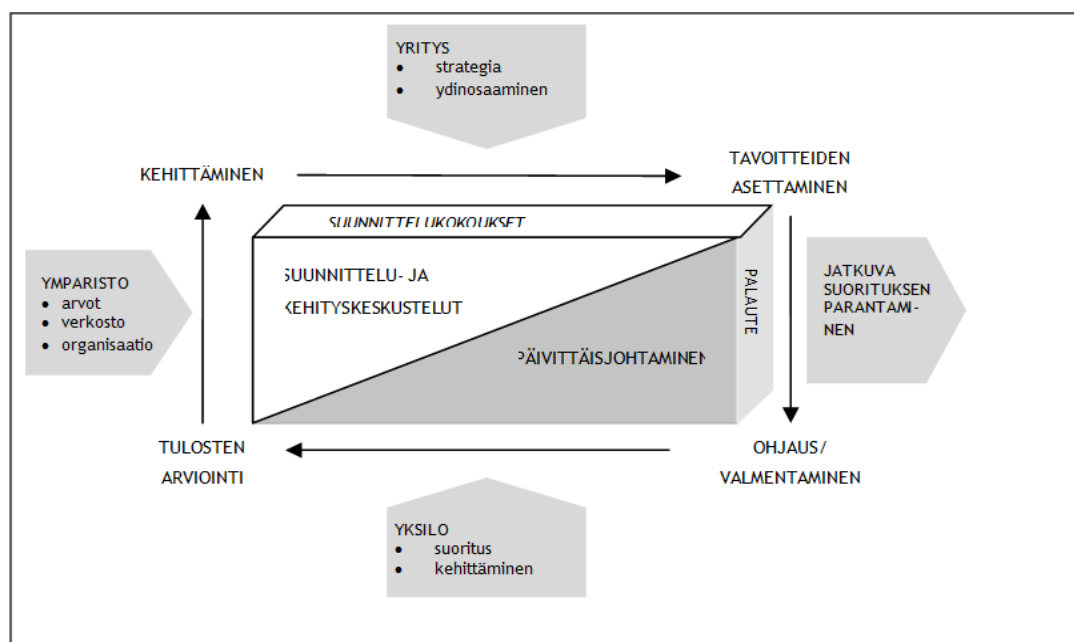 YRITYS
• strategia
• ydinosaaminen
KEHITTÄMINEN
TAVOITTEIDEN
ASETTAMINEN
SUUNNITTELUKOKOUKSET
SUUNNITTELU- JA
KEHITYSKESKUSTELUT
PALAUTE
PÄIVITTÄISJOHTAMINEN
YMPARISTO
• arvot
• verkosto
• organisaatio
JATKUVA
SUORITUKSEN
PARANTAMI-
NEN
TULOSTEN
ARVIOINTI
OHJAUS/
VALMENTAMINEN
YKSILO
• suoritus
• kehittäminen